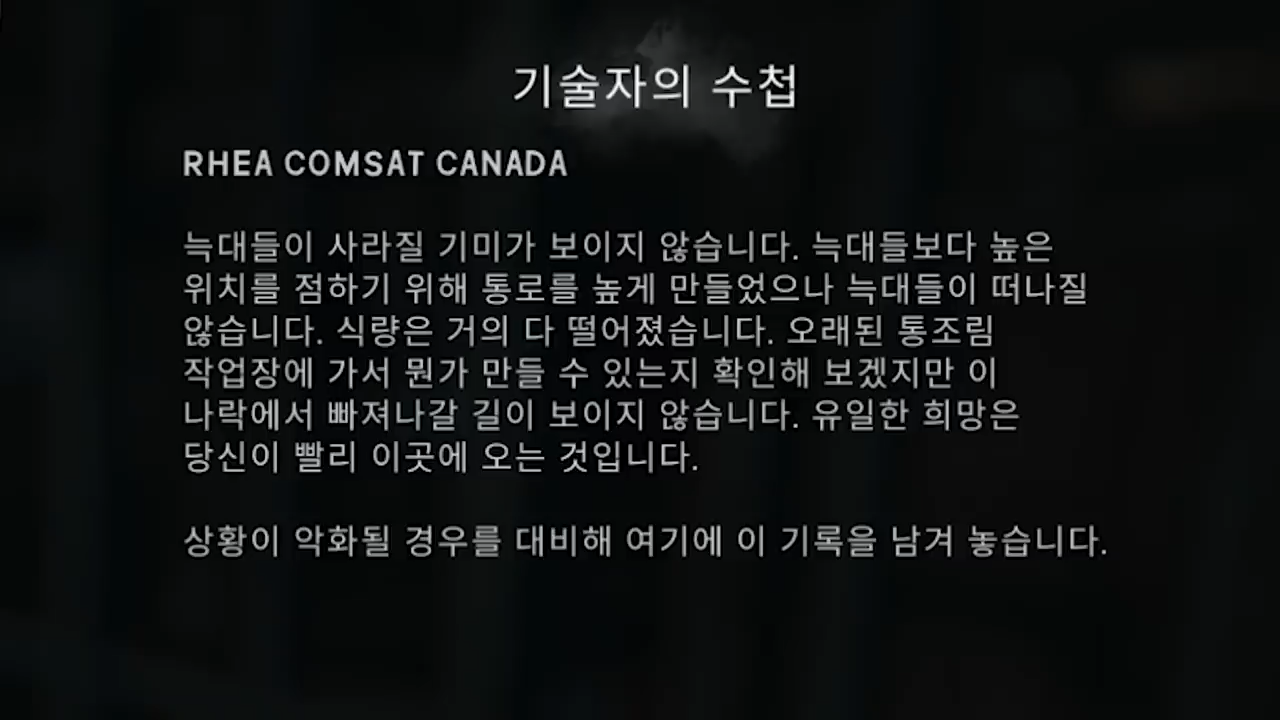 기술자의 수첩
RHEA COMSAT CANADA
늑대들이 사라질 기미가 보이지 않습니다. 늑대들보다 높은
위치를 점하기 위해 통로를 높게 만들었으나 늑대들이 떠나질
않습니다. 식량은 거의 다 떨어졌습니다. 오래된 통조림
작업장에 가서 뭔가 만들 수 있는지 확인해 보겠지만 이
나락에서 빠져나갈 길이 보이지 않습니다. 유일한 희망은
당신이 빨리 이곳에 오는 것입니다.
상황이 악화될 경우를 대비해 여기에 이 기록을 남겨 놓습니다.